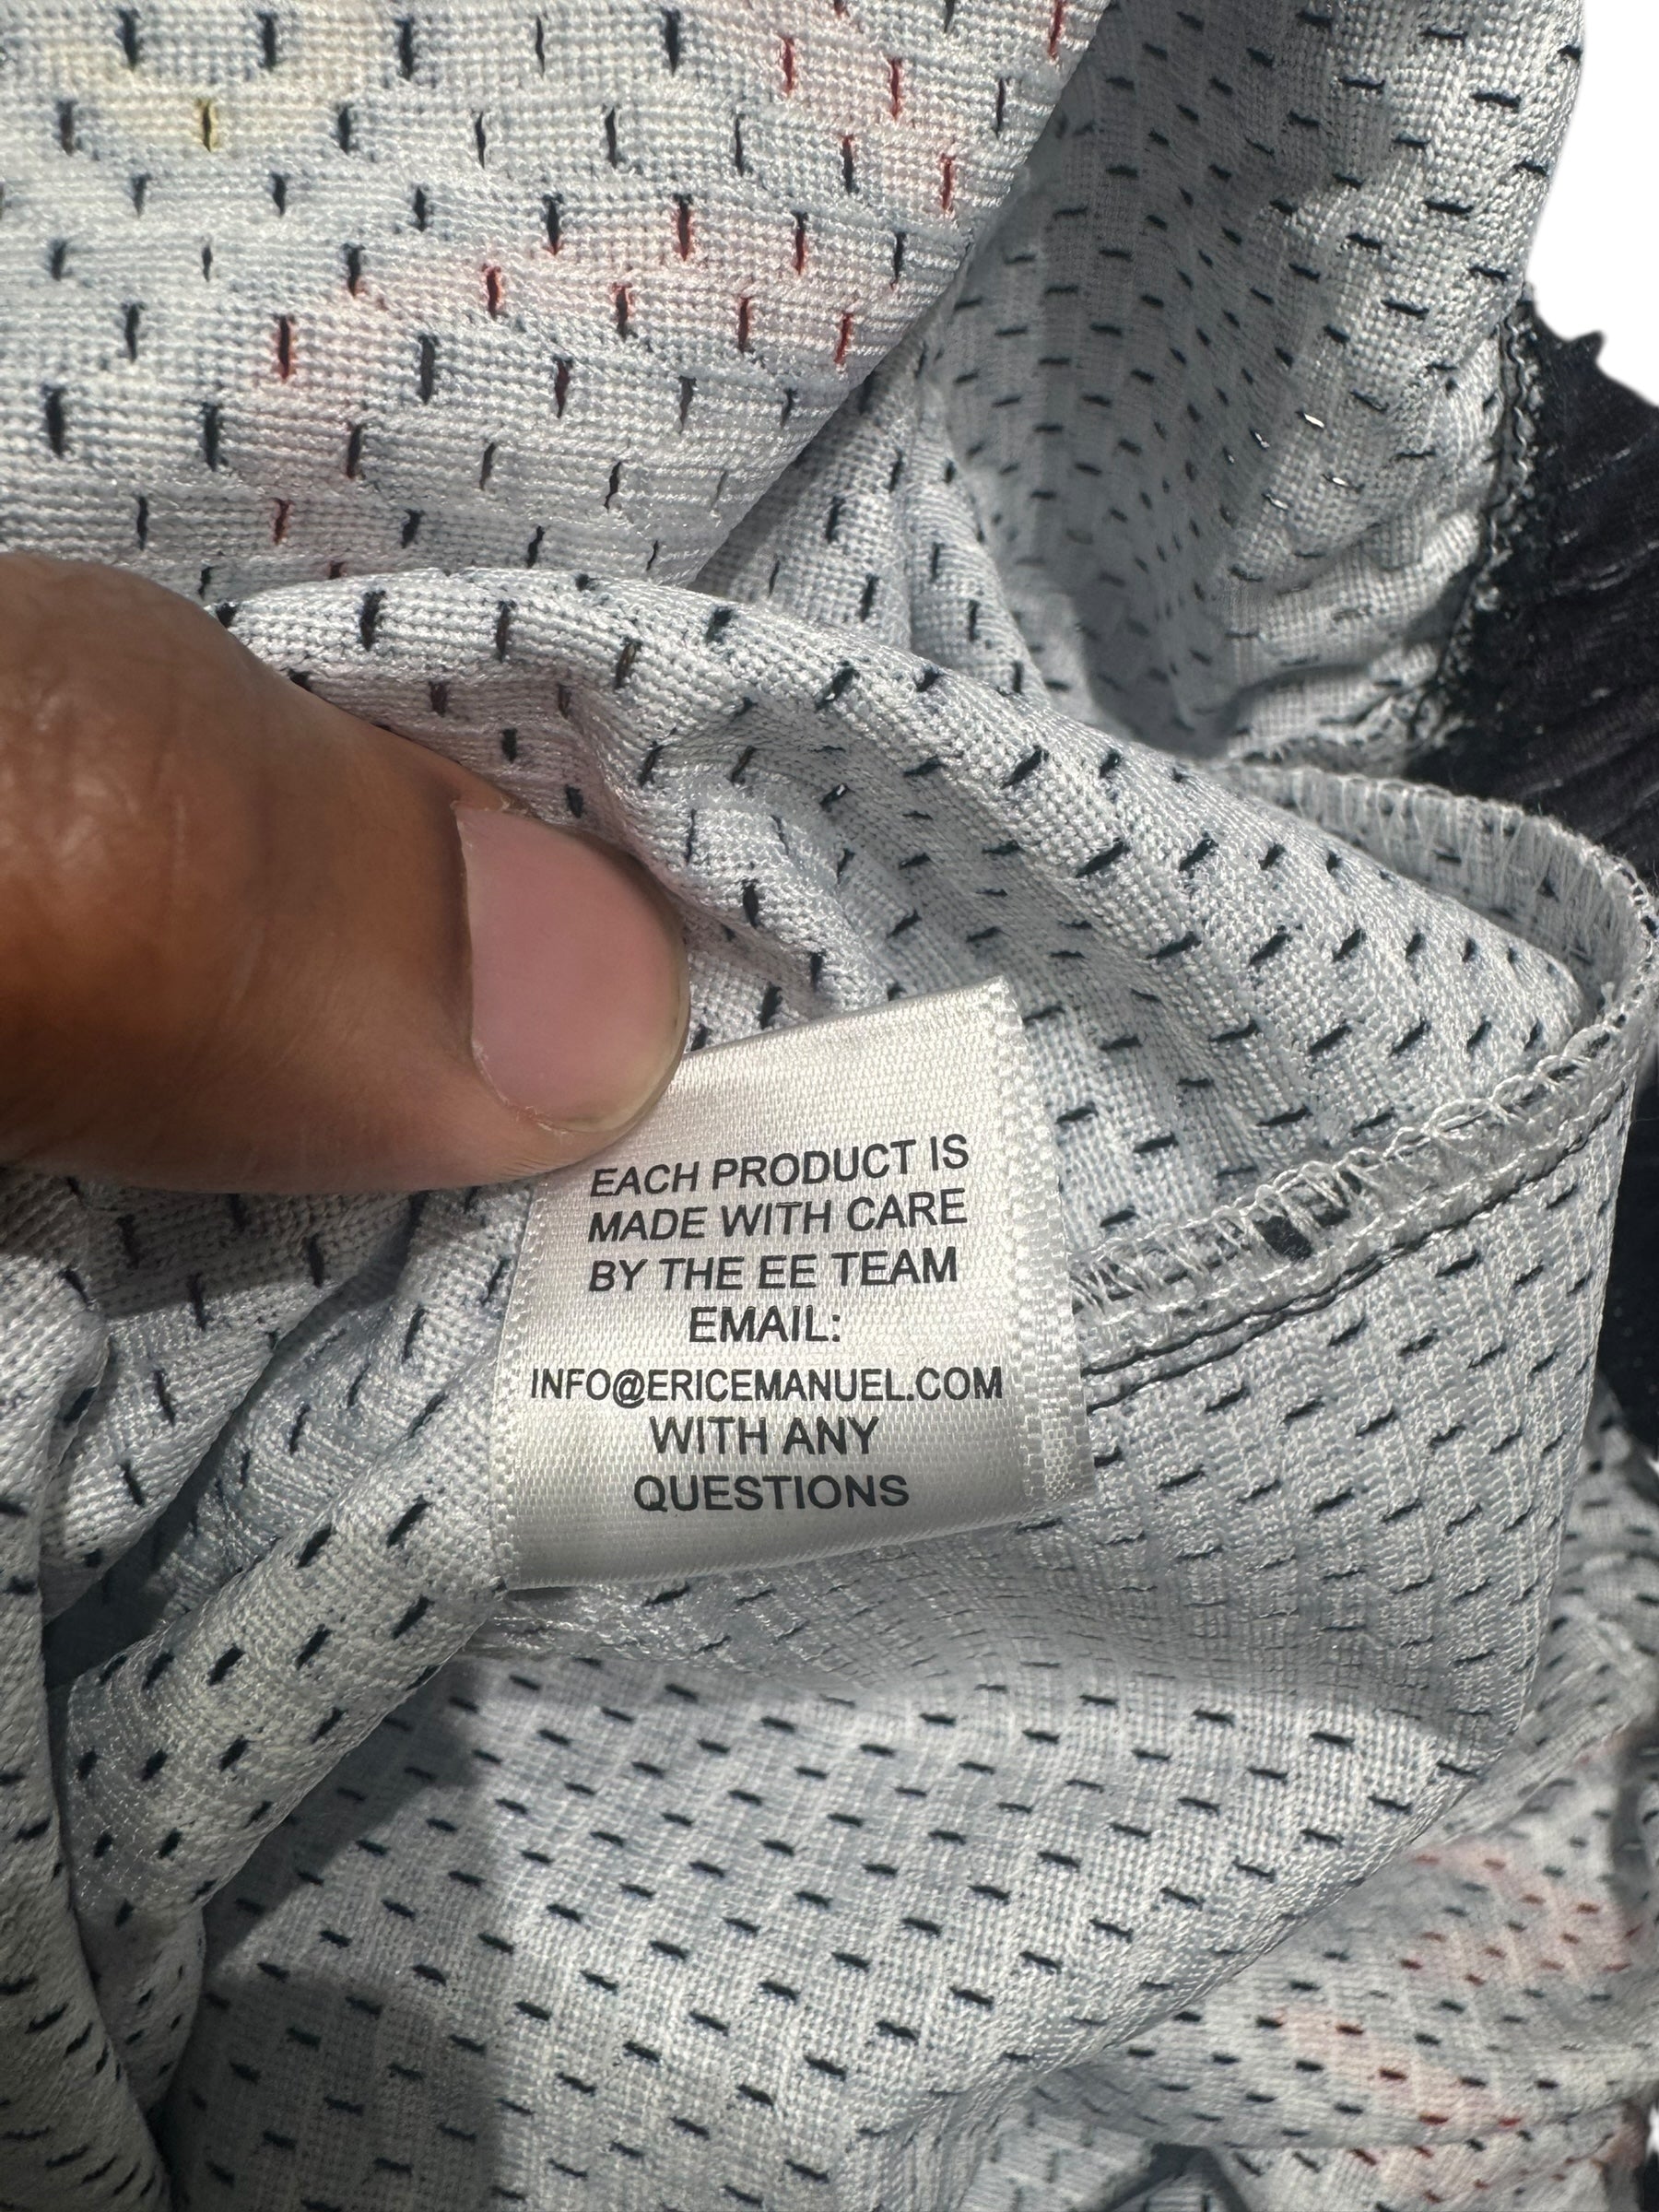 EACH PRODUCT IS
MADE WITH CARE
BY THE EE TEAM
EMAIL:
INFO@ERICEMANUEL.COM
WITH ANY
QUESTIONS